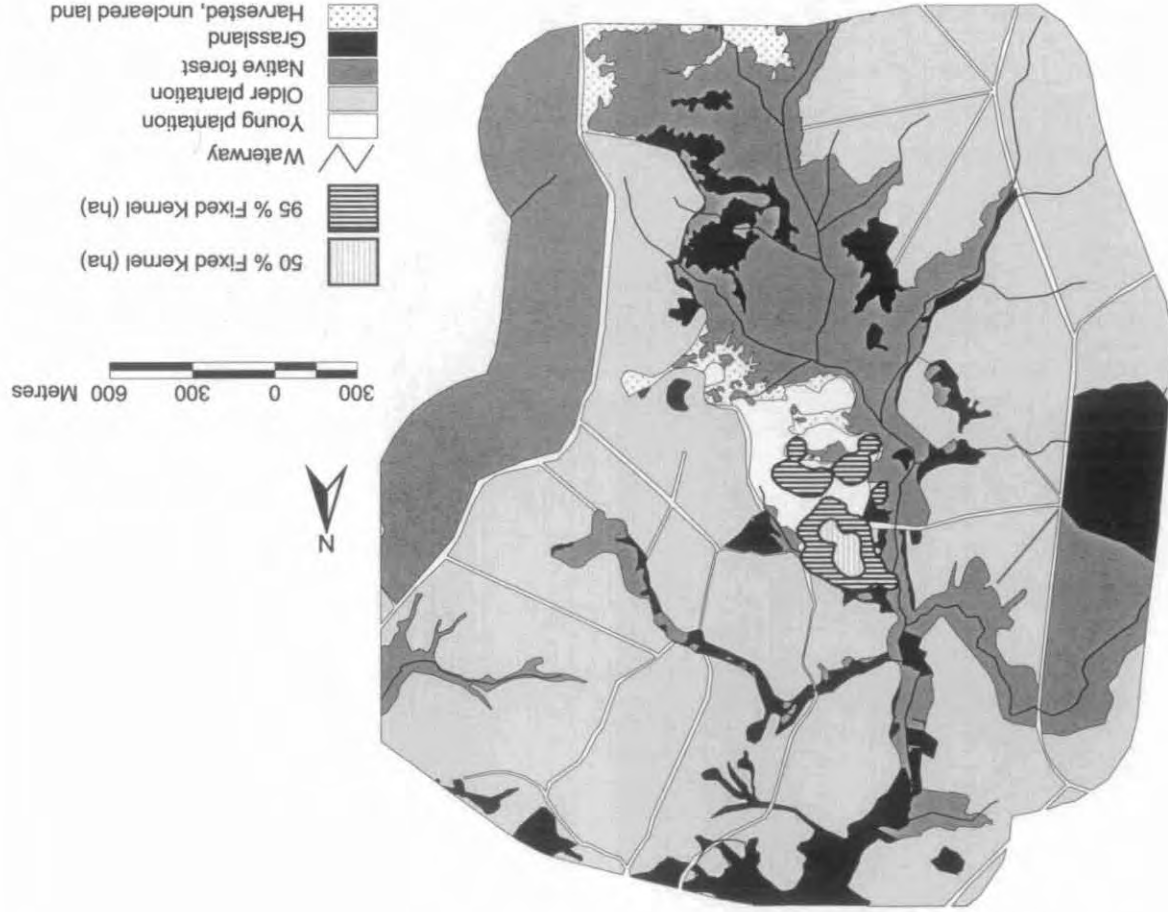 N
300 0 300 600 Metres
50 % Fixed Kernel (ha)
95 % Fixed Kernel (ha)
Waterway
Young plantation
Older plantation
Native forest
Grassland
Harvested, uncleared land